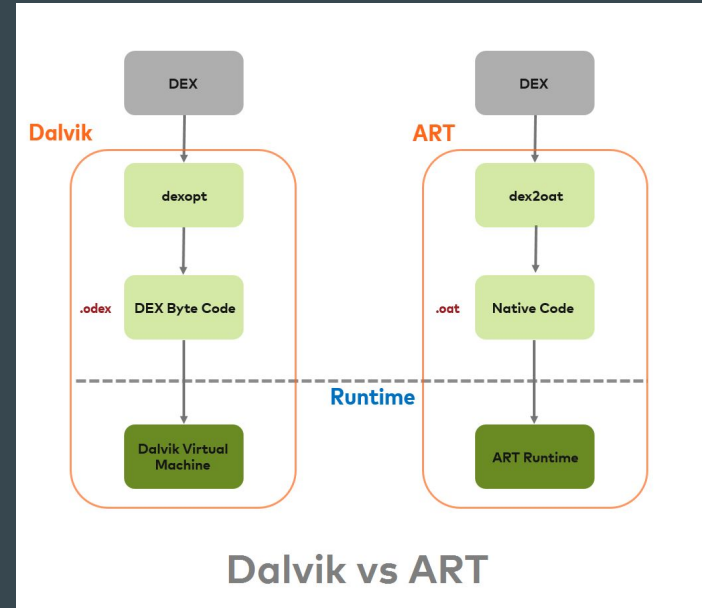 DEX
DEX
Dalvik
ART
dexopt
dex2oat
.odex
DEX Byte Code
.oat
Native Code
Runtime
Dalvik Virtual
Machine
ART Runtime
Dalvik vs ART